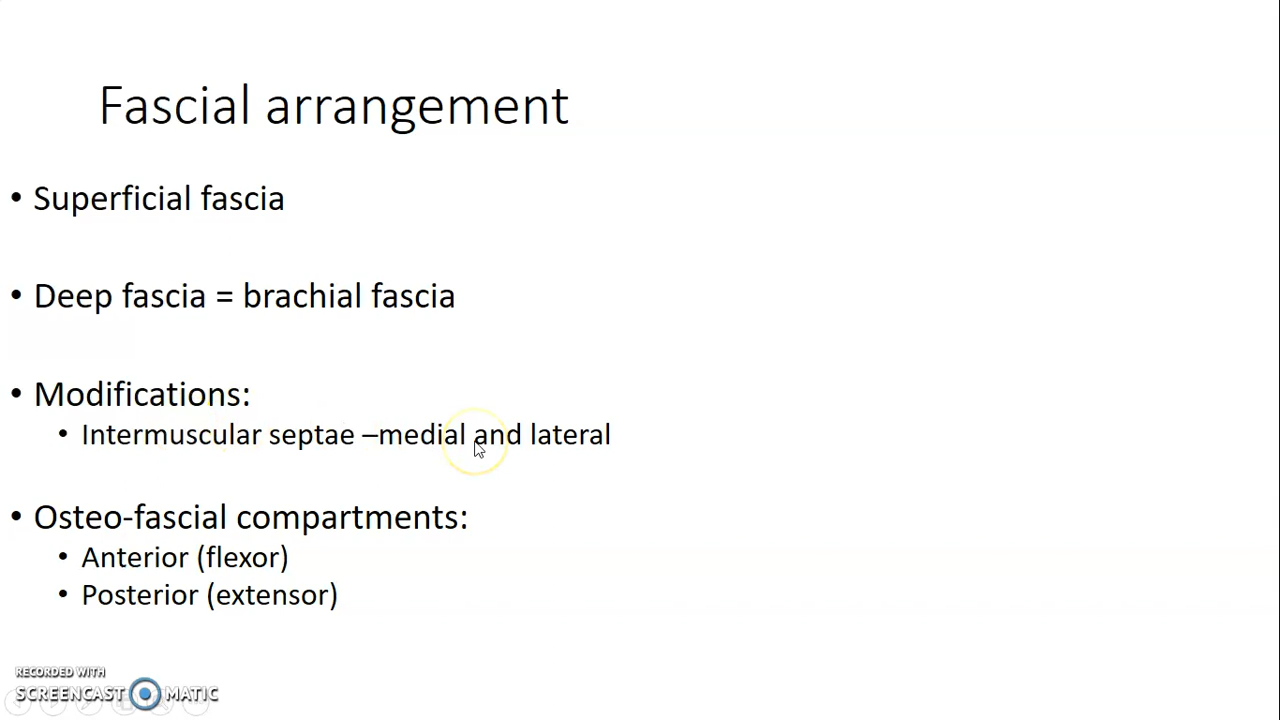 Fascial arrangement
• Superficial fascia
• Deep fascia = brachial fascia
• Modifications:
• Intermuscular septae –medial and lateral
• Osteo-fascial compartments:
• Anterior (flexor)
• Posterior (extensor)
RECORDED WITH
SCREENCAST MATIC